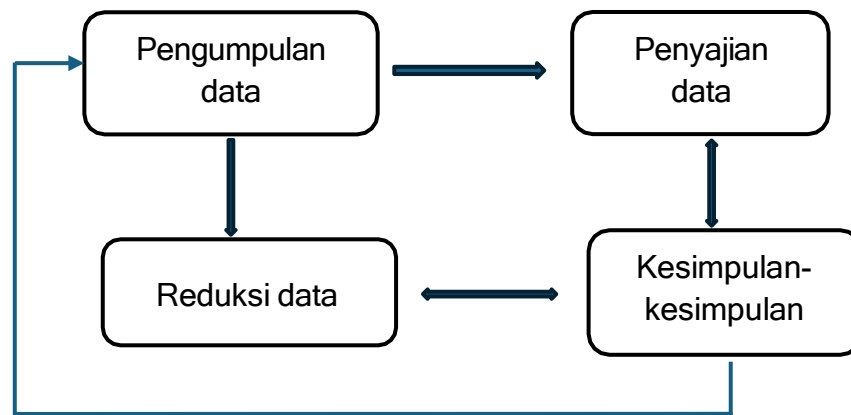 Pengumpulan
data
Penyajian
data
Reduksi data
Kesimpulan-
kesimpulan